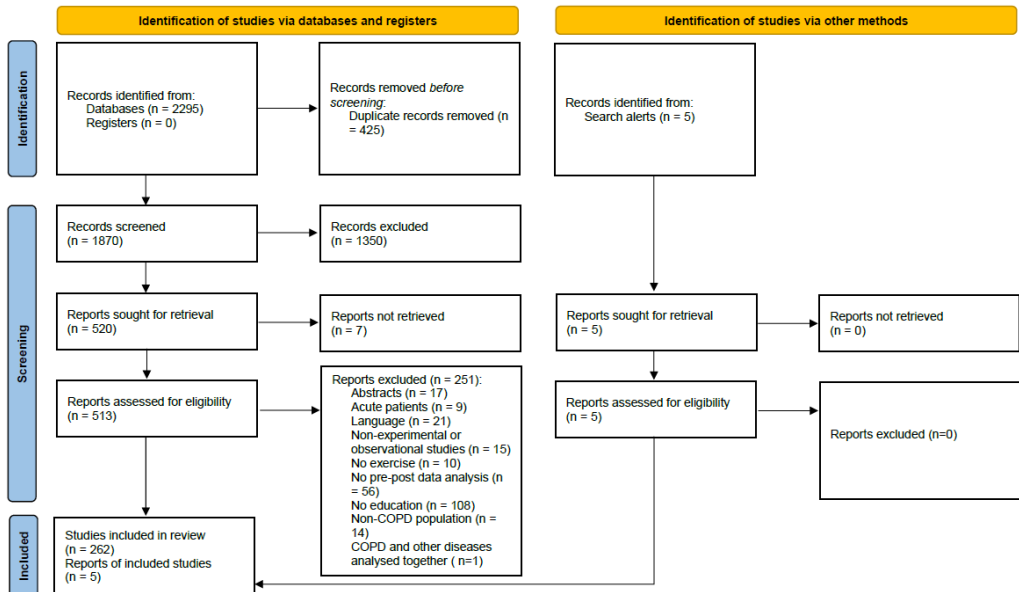 Identification of studies via databases and registers
Identification of studies via other methods
Identification
Records identified from:
Databases (n = 2295)
Registers (n = 0)
Records removed before
screening:
Duplicate records removed (n
= 425)
Records identified from:
Search alerts (n = 5)
Screening
Records screened
(n = 1870)
Records excluded
(n = 1350)
Reports sought for retrieval
(n = 520)
Reports not retrieved
(n = 7)
Reports sought for retrieval
(n = 5)
Reports not retrieved
(n = 0)
Reports assessed for eligibility
(n = 513)
Reports excluded (n = 251):
Abstracts (n = 17)
Acute patients (n = 9)
Language (n = 21)
Non-experimental or
observational studies (n = 15)
No exercise (n = 10)
No pre-post data analysis (n
= 56)
No education (n = 108)
Non-COPD population (n =
14)
COPD and other diseases
analysed together ( n=1)
Reports assessed for eligibility
(n = 5)
Reports excluded (n=0)
Included
Studies included in review
(n = 262)
Reports of included studies
(n = 5)